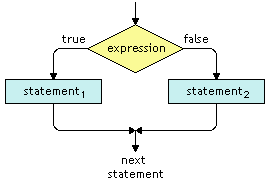 true
false
expression
statement₁
statement₂
next
statement